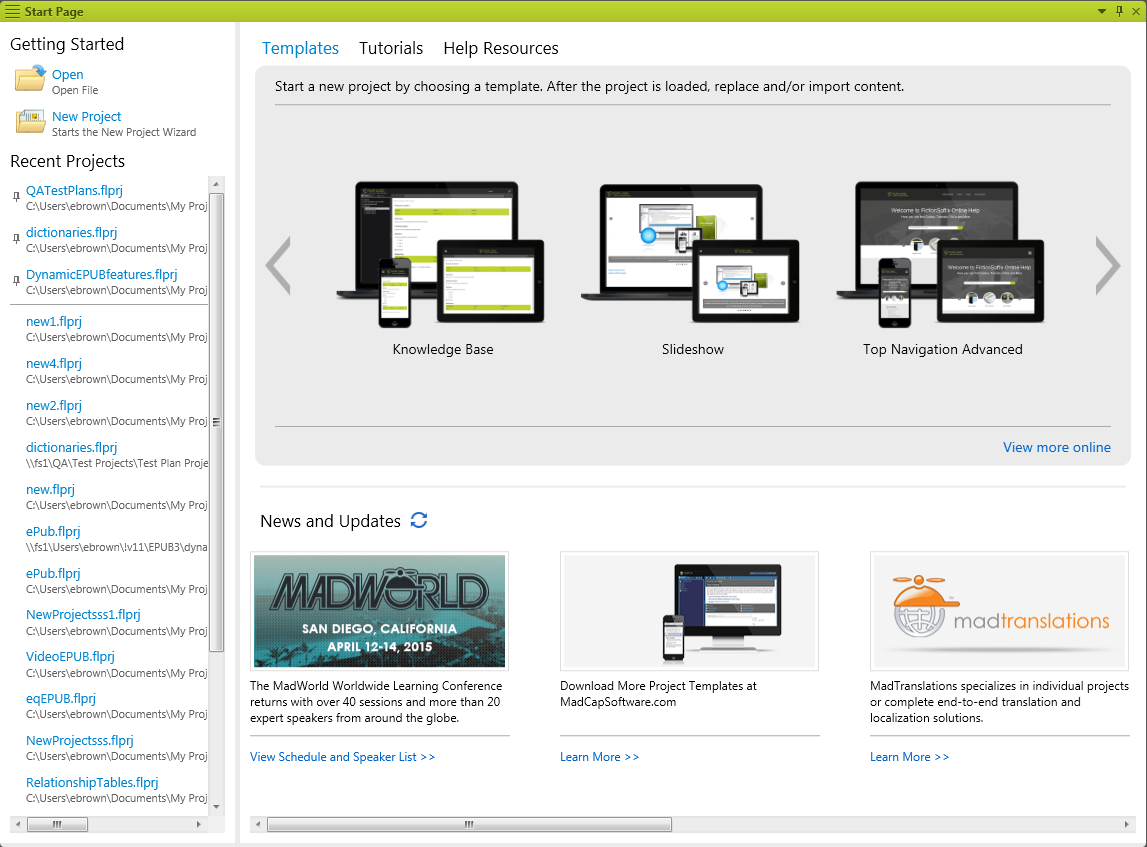 Start Page
Getting Started
Open
Open File
New Project
Starts the New Project Wizard
Recent Projects
QATestPlans.flprj
C:\Users\ebrown\Documents\My Proj
dictionaries.flprj
C:\Users\ebrown\Documents\My Proj
DynamicEPUBfeatures.flprj
C:\Users\ebrown\Documents\My Proj
new1.flprj
C:\Users\ebrown\Documents\My Proj
new4.flprj
C:\Users\ebrown\Documents\My Proj
new2.flprj
C:\Users\ebrown\Documents\My Proj
dictionaries.flprj
\\fs1\QA\Test Projects\Test Plan Proje
new.flprj
C:\Users\ebrown\Documents\My Proj
ePub.flprj
\\fs1\Users\ebrown\!v11\EPUB3\dyna
ePub.flprj
C:\Users\ebrown\Documents\My Proj
NewProjectsss1.flprj
C:\Users\ebrown\Documents\My Proj
VideoEPUB.flprj
C:\Users\ebrown\Documents\My Proj
eqEPUB.flprj
C:\Users\ebrown\Documents\My Proj
NewProjectsss.flprj
C:\Users\ebrown\Documents\My Proj
RelationshipTables.flprj
C:\Users\ebrown\Documents\My Proj
Templates Tutorials Help Resources
Start a new project by choosing a template. After the project is loaded, replace and/or import content.
Welcome to FictionSoft's Online Help
Welcome to FictionSoft's Online Help
Knowledge Base
Slideshow
Top Navigation Advanced
View more online
News and Updates
MADWORLD
SAN DIEGO, CALIFORNIA
APRIL 12-14, 2015
The MadWorld Worldwide Learning Conference
returns with over 40 sessions and more than 20
expert speakers from around the globe.
View Schedule and Speaker List >>
Download More Project Templates at
MadCapSoftware.com
Learn More >>
madtranslations
MadTranslations specializes in individual projects
or complete end-to-end translation and
localization solutions.
Learn More >>